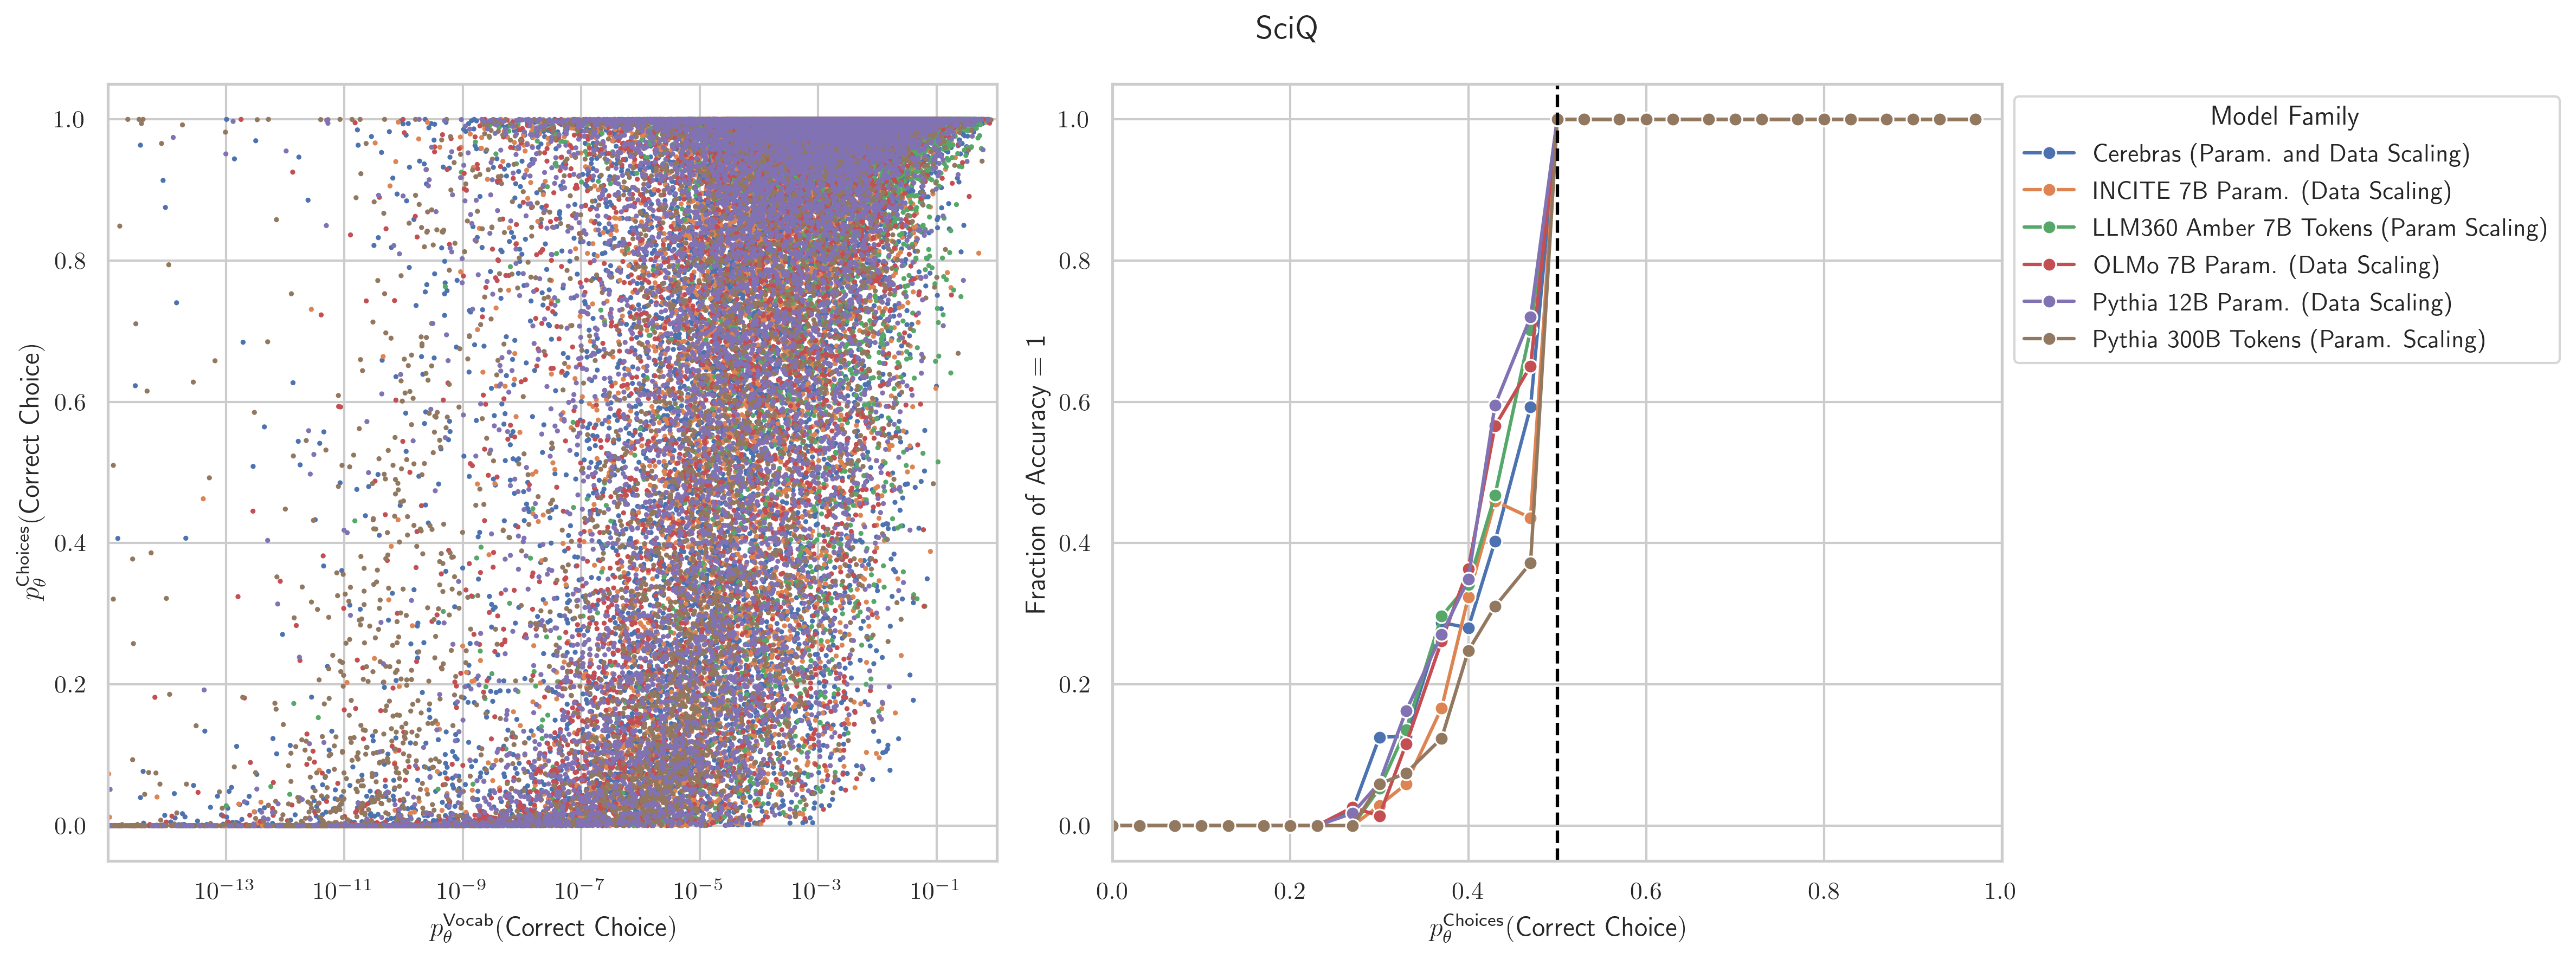 SciQ
1.0
0.8
0.6
0.4
0.2
0.0
p_θ^Choices(Correct Choice)
10^−13 10^−11 10^−9 10^−7 10^−5 10^−3 10^−1
p_θ^Vocab(Correct Choice)
1.0
0.8
0.6
0.4
0.2
0.0
Fraction of Accuracy = 1
0.0 0.2 0.4 0.6 0.8 1.0
p_θ^Choices(Correct Choice)
Model Family
Cerebras (Param. and Data Scaling)
INCITE 7B Param. (Data Scaling)
LLM360 Amber 7B Tokens (Param Scaling)
OLMo 7B Param. (Data Scaling)
Pythia 12B Param. (Data Scaling)
Pythia 300B Tokens (Param. Scaling)